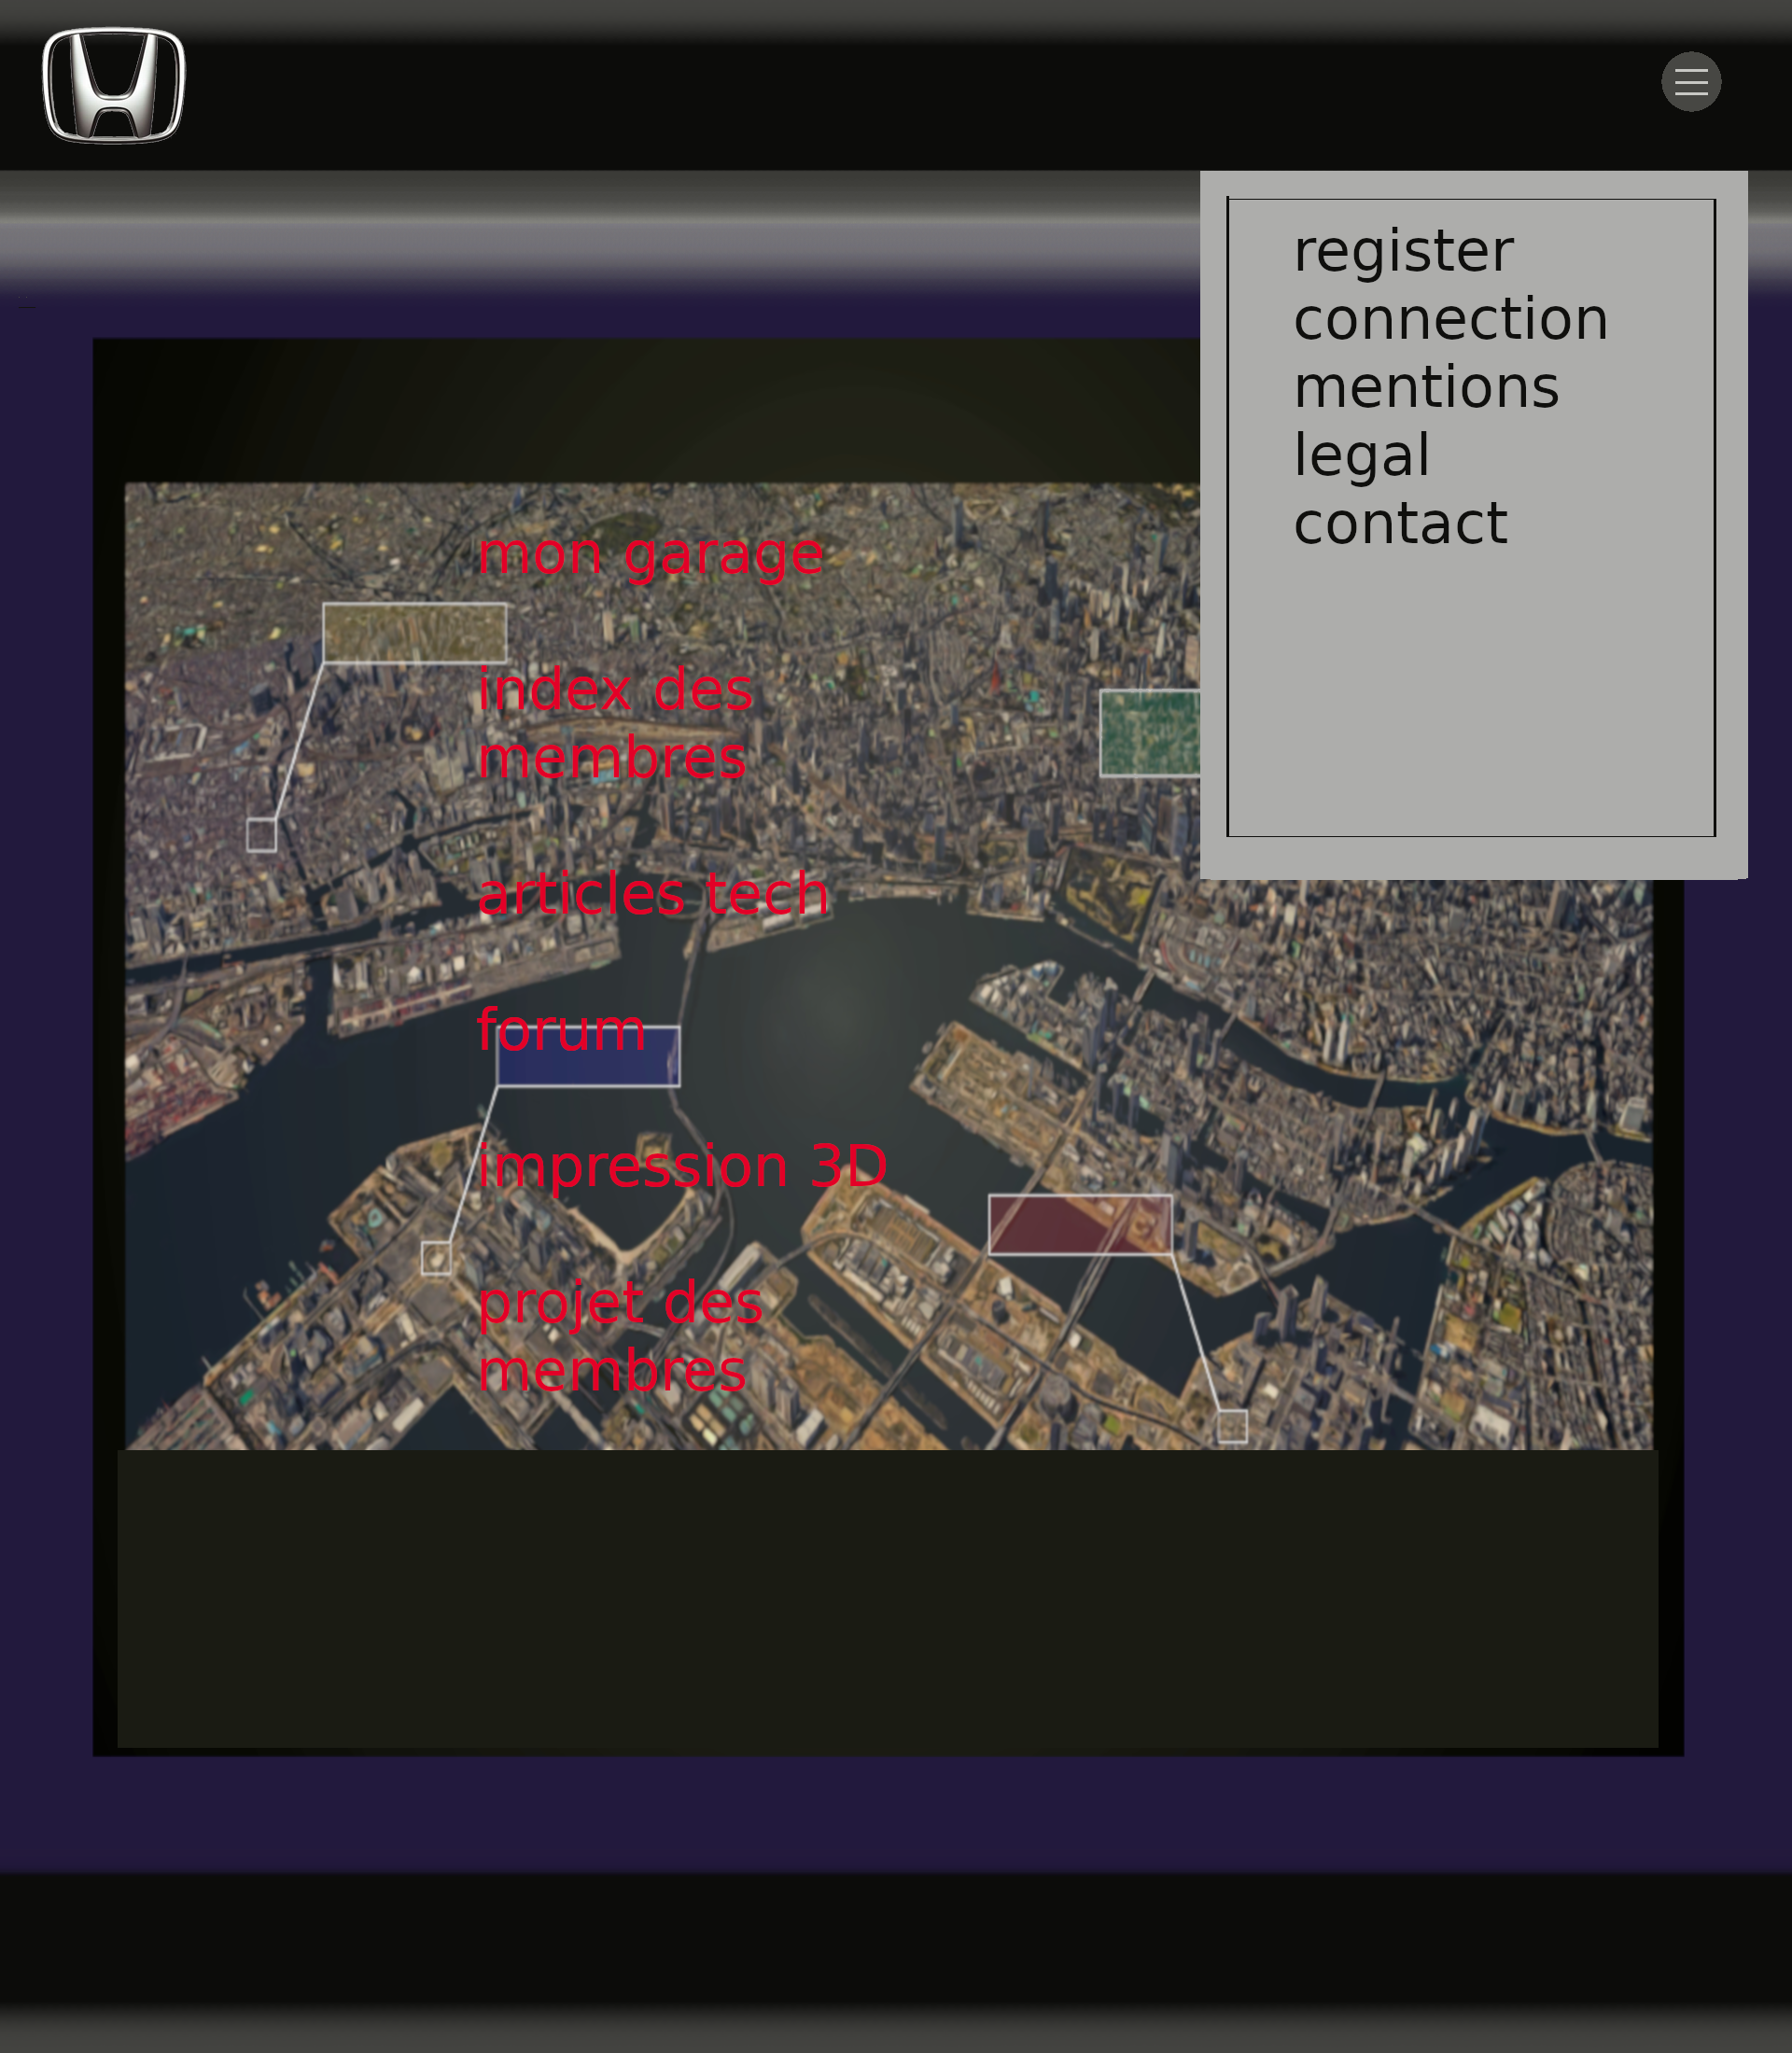 register
connection
mentions
legal
contact
mon garage
index des
membres
articles tech
forum
impression 3D
projet des
membres